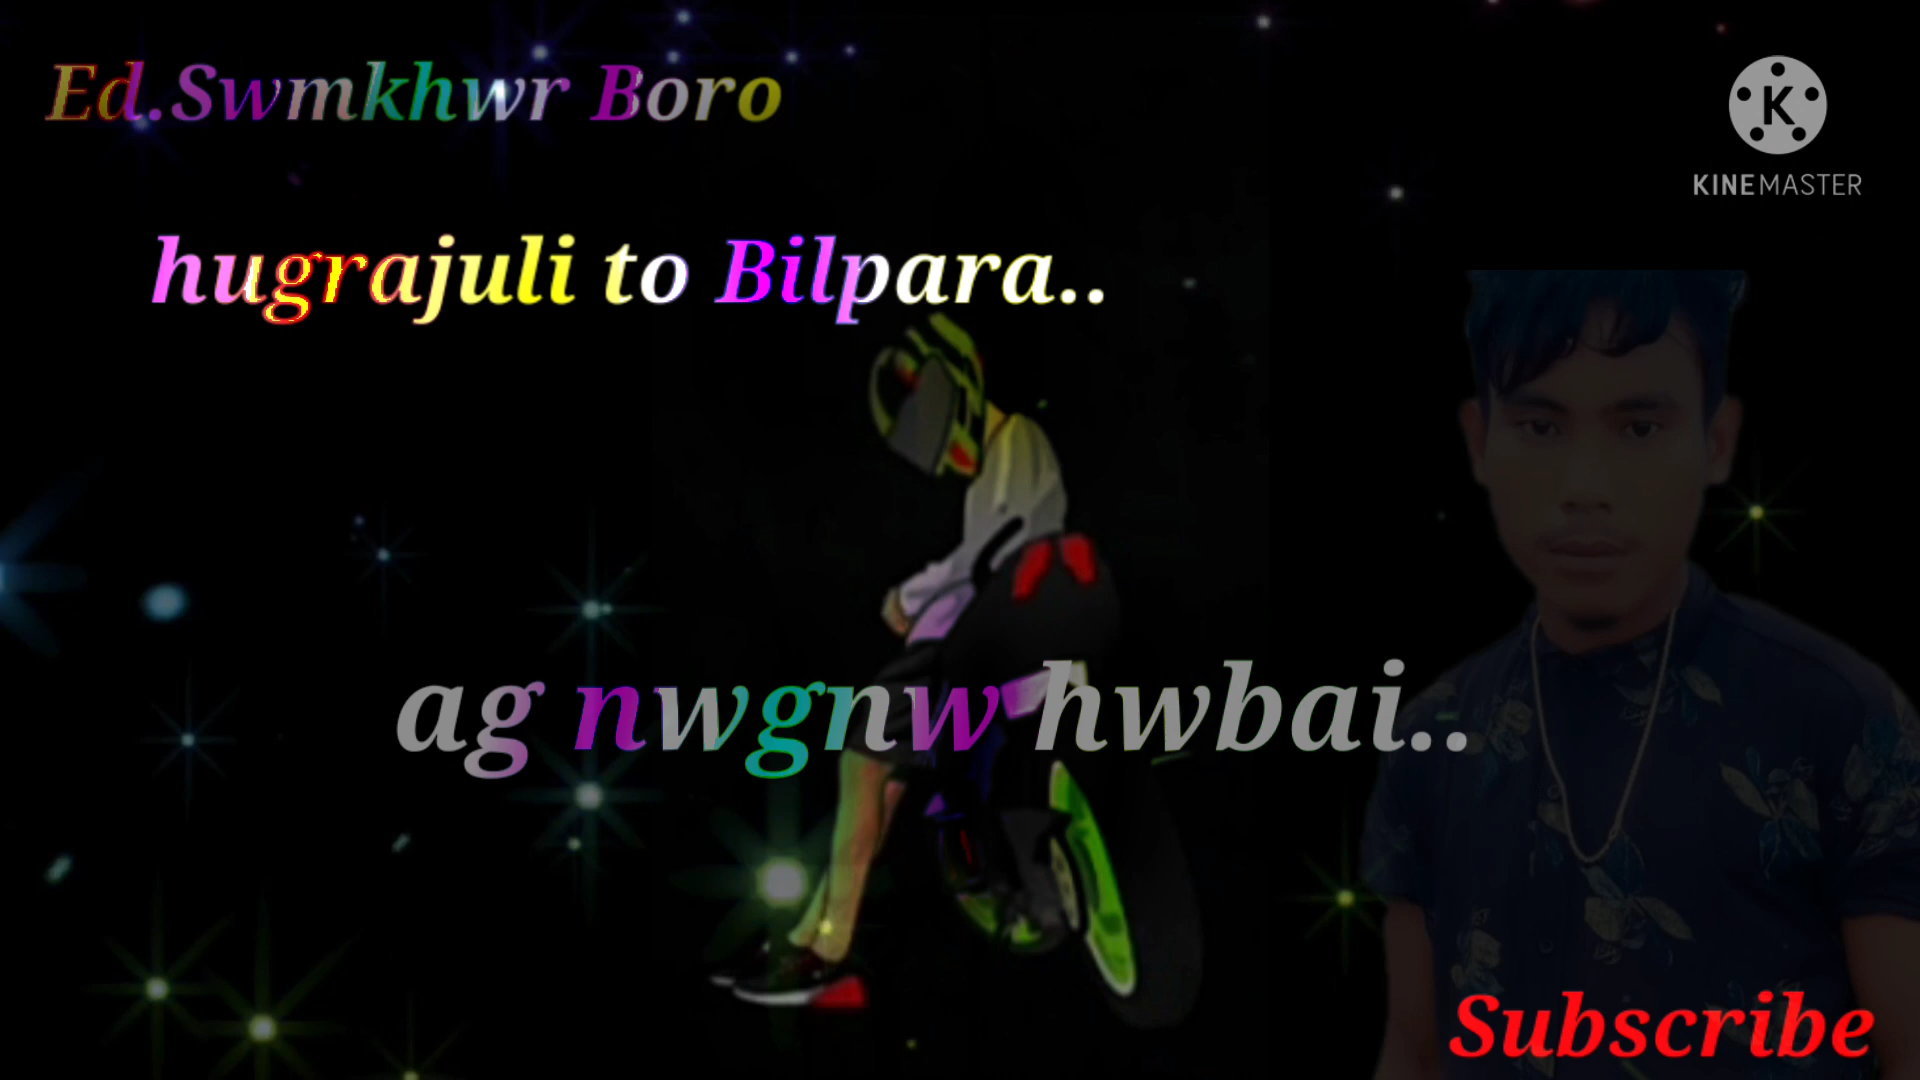 Ed.Swmkhwr Boro
KINEMASTER
hugrajuli to Bilpara..
ag nwgnw hwbai..
Subscribe